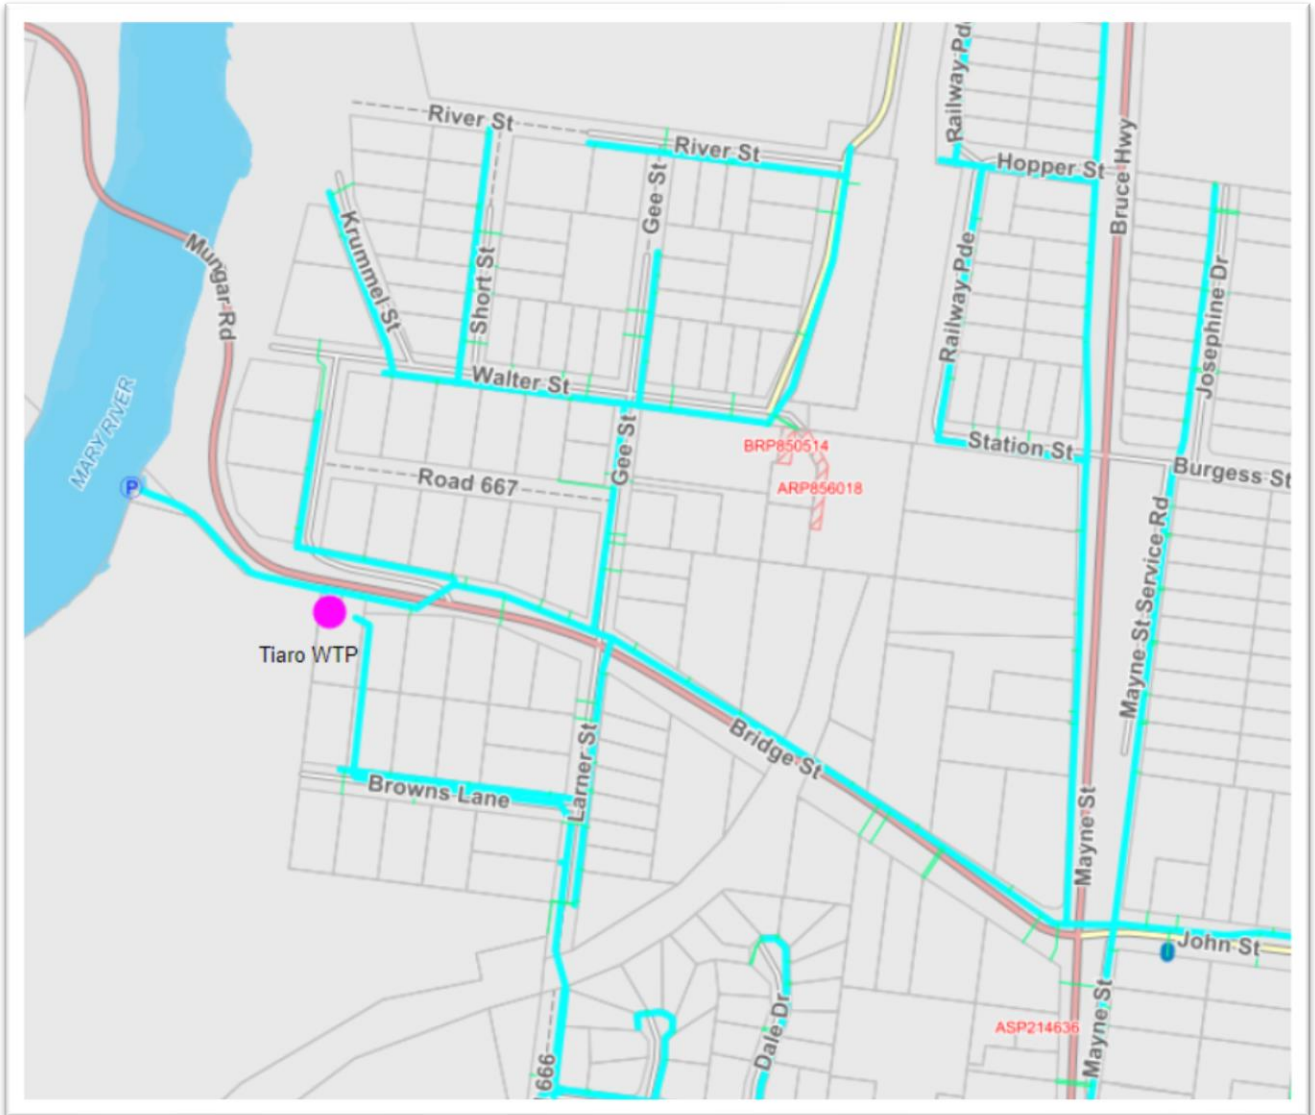 Railway Pde
River St
River St
Hopper St
Bruce Hwy
Gee St
Krummel St
Short St
Mungar Rd
Railway Pde
Josephine Dr
Walter St
MARY RIVER
Gee St
BRP850514
Station St
Burgess St
Road 667
ARP856018
P
Mayne St Service Rd
Tiaro WTP
Bridge St
Larner St
Browns Lane
Mayne St
John St
Dale Dr
ASP214636
Mayne St
666